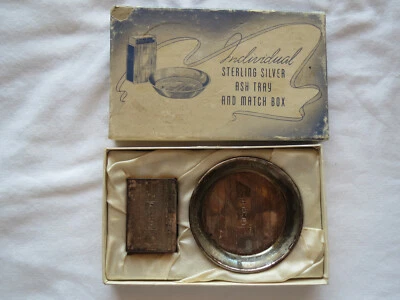 Individual
STERLING SILVER
ASH TRAY
AND MATCH BOX